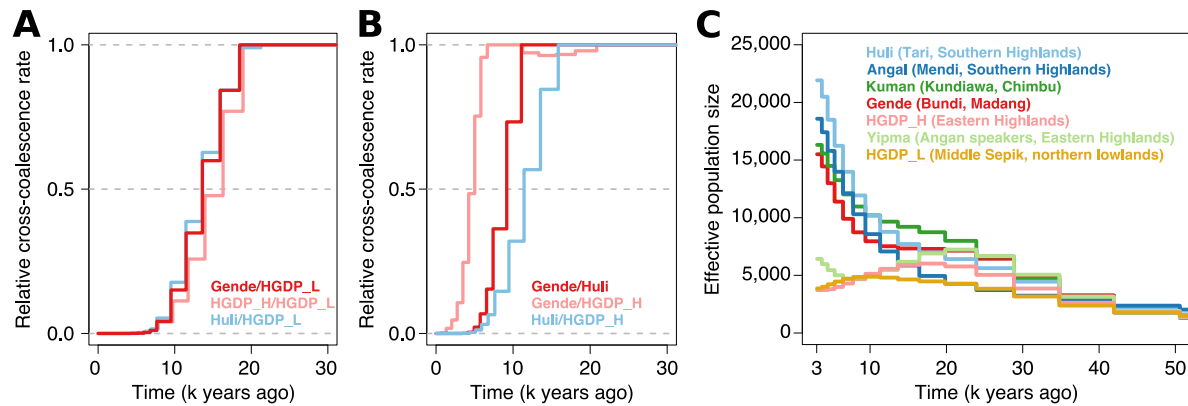 A
Relative cross-coalescence rate
1.0
0.5
0.0
Gende/HGDP_L
HGDP_H/HGDP_L
Huli/HGDP_L
0 10 20 30
Time (k years ago)
B
Relative cross-coalescence rate
1.0
0.5
0.0
Gende/Huli
Gende/HGDP_H
Huli/HGDP_H
0 10 20 30
Time (k years ago)
C
Effective population size
25,000
20,000
15,000
10,000
5,000
0
Huli (Tari, Southern Highlands)
Angal (Mendi, Southern Highlands)
Kuman (Kundiawa, Chimbu)
Gende (Bundi, Madang)
HGDP_H (Eastern Highlands)
Yipma (Angan speakers, Eastern Highlands)
HGDP_L (Middle Sepik, northern lowlands)
3 10 20 30 40 50
Time (k years ago)